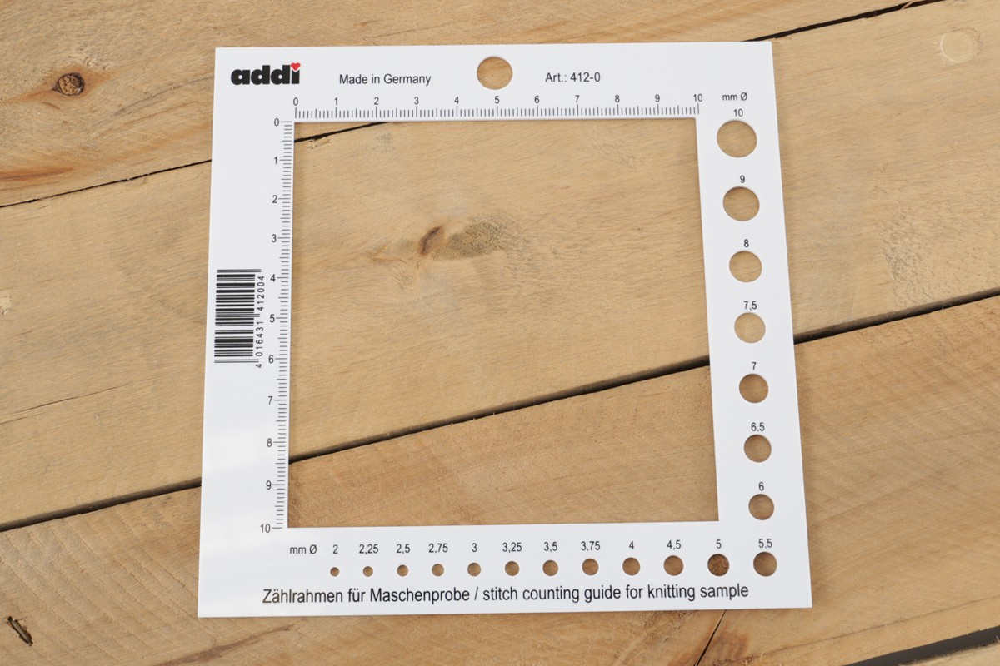 addi
Made in Germany
Art.: 412-0
0 1 2 3 4 5 6 7 8 9 10
mm Ø
10
9
8
7,5
7
6,5
6
5,5
0
1
2
3
4
5
6
7
8
9
10
4 016431 412004
mm Ø 2 2,25 2,5 2,75 3 3,25 3,5 3,75 4 4,5 5
Zählrahmen für Maschenprobe / stitch counting guide for knitting sample